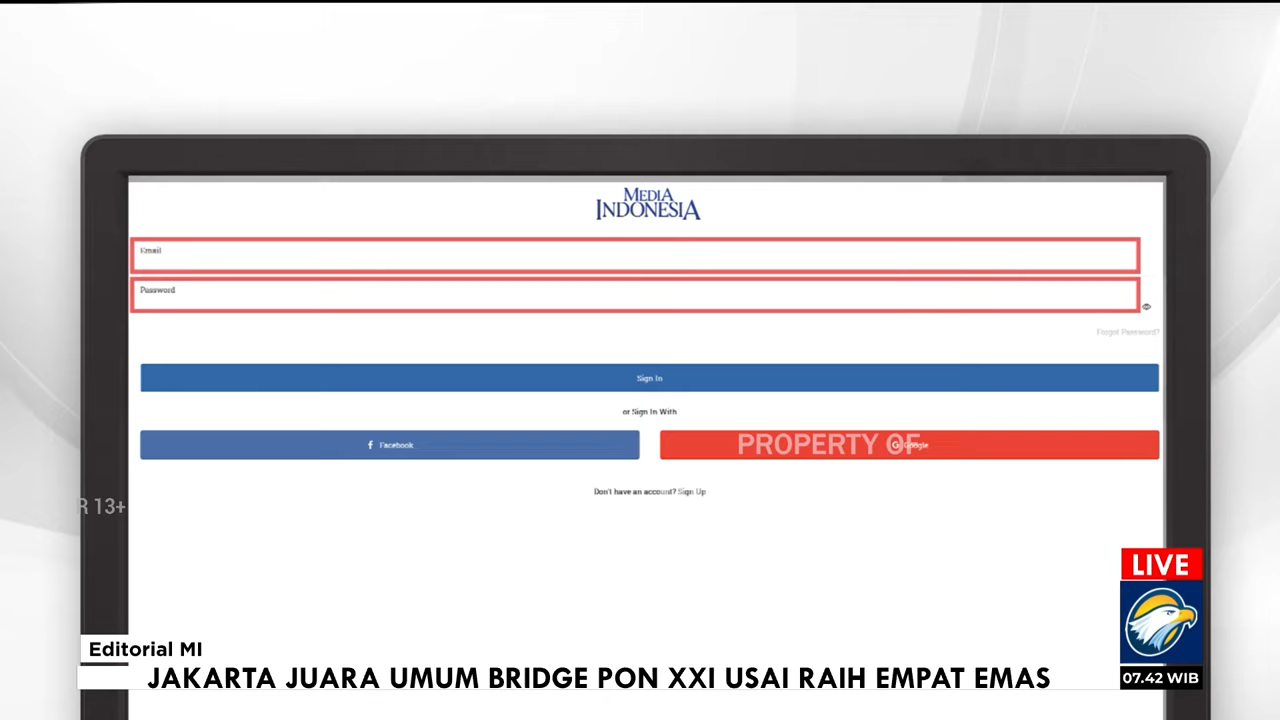 MEDIA
INDONESIA
Email
Password
Forgot Password?
Sign In
or Sign In With
Facebook
PROPERTY OF
Google
Don't have an account? Sign Up
R 13+
LIVE
Editorial MI
JAKARTA JUARA UMUM BRIDGE PON XXI USAI RAIH EMPAT EMAS
07.42 WIB